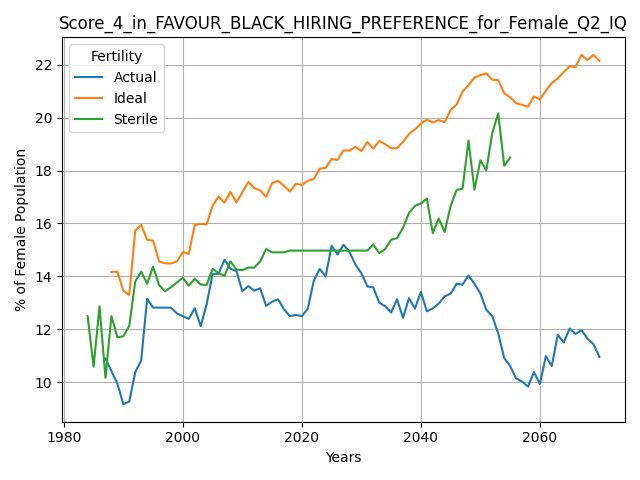 Score_4_in_FAVOUR_BLACK_HIRING_PREFERENCE_for_Female_Q2_IQ
Fertility
Actual
Ideal
Sterile
% of Female Population
22
20
18
16
14
12
10
1980
2000
2020
2040
2060
Years